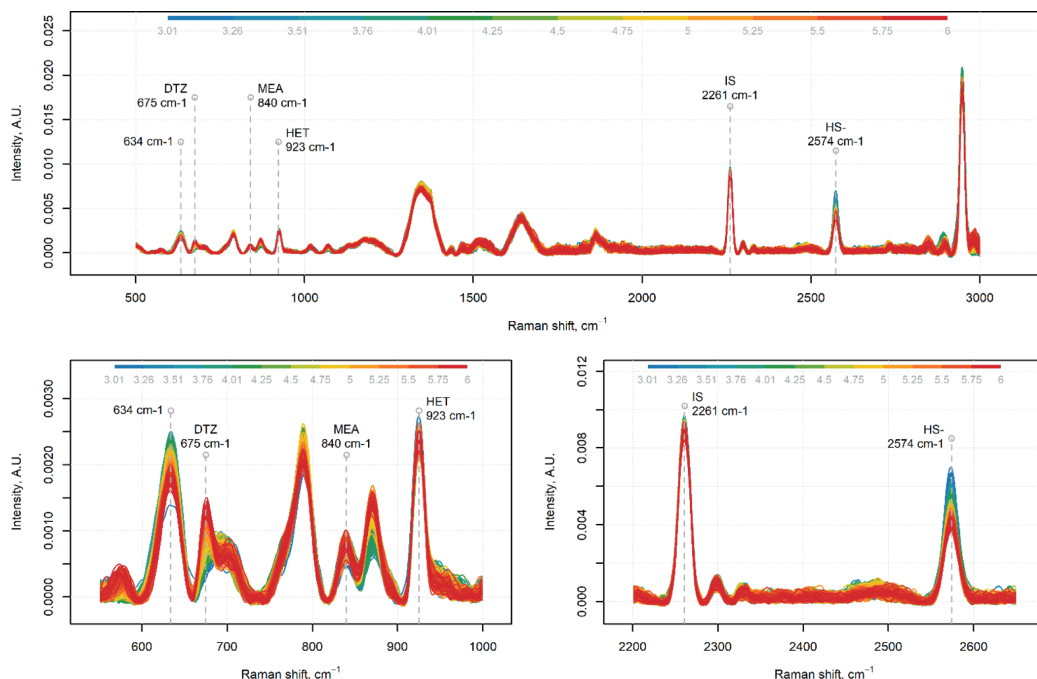 3.01 3.26 3.51 3.76 4.01 4.25 4.5 4.75 5 5.25 5.5 5.75 6
0.025
0.020
0.015
0.010
0.005
0.000
Intensity, A.U.
DTZ
675 cm-1
MEA
840 cm-1
634 cm-1
HET
923 cm-1
IS
2261 cm-1
HS-
2574 cm-1
500 1000 1500 2000 2500 3000
Raman shift, cm⁻¹
3.01 3.26 3.51 3.76 4.01 4.25 4.5 4.75 5 5.25 5.5 5.75 6
0.0030
0.0020
0.0010
0.0000
Intensity, A.U.
634 cm-1
DTZ
675 cm-1
MEA
840 cm-1
HET
923 cm-1
600 700 800 900 1000
Raman shift, cm⁻¹
3.01 3.26 3.51 3.76 4.01 4.25 4.5 4.75 5 5.25 5.5 5.75 6
0.012
0.008
0.004
0.000
Intensity, A.U.
IS
2261 cm-1
HS-
2574 cm-1
2200 2300 2400 2500 2600
Raman shift, cm⁻¹